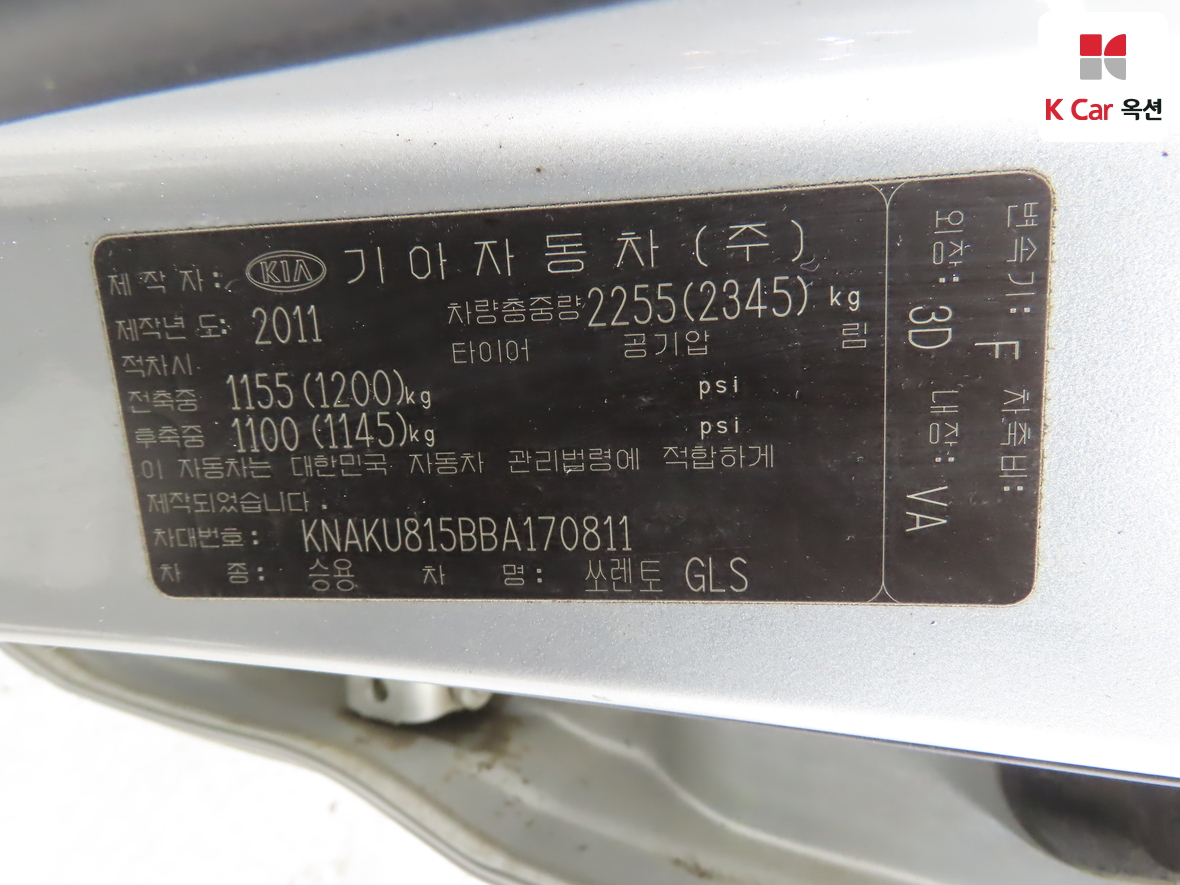 K Car 옥션
제 작 자 : KIA 기 아 자 동 차 ( 주 )
제작년 도: 2011 차량총중량 2255(2345) kg
적차시 타이어 공기압 림
전축중 1155 (1200)kg psi
후축중 1100 (1145)kg psi
이 자동차는 대한민국 자동차 관리법령에 적합하게
제작되었습니다 .
차대번호 : KNAKU815BBA170811
차 종 : 승용 차 명 : 쏘렌토 GLS
변속기: F 차축비:
외장: 3D 내장: VA